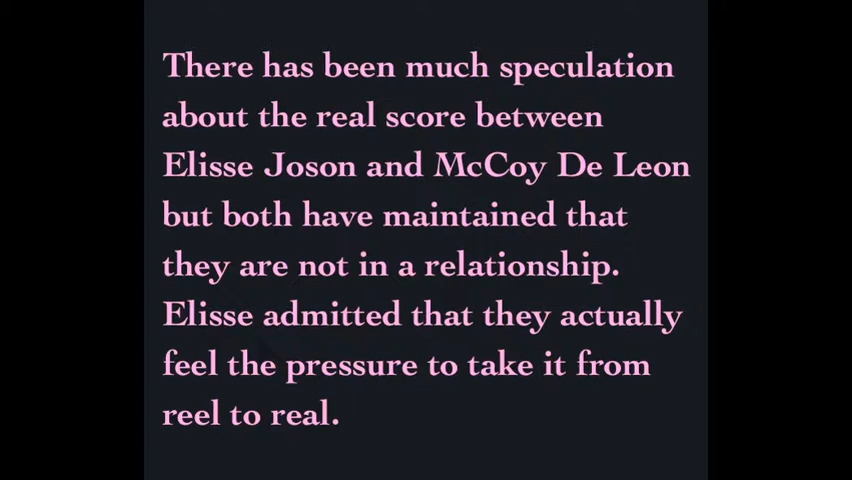 There has been much speculation
about the real score between
Elisse Joson and McCoy De Leon
but both have maintained that
they are not in a relationship.
Elisse admitted that they actually
feel the pressure to take it from
reel to real.